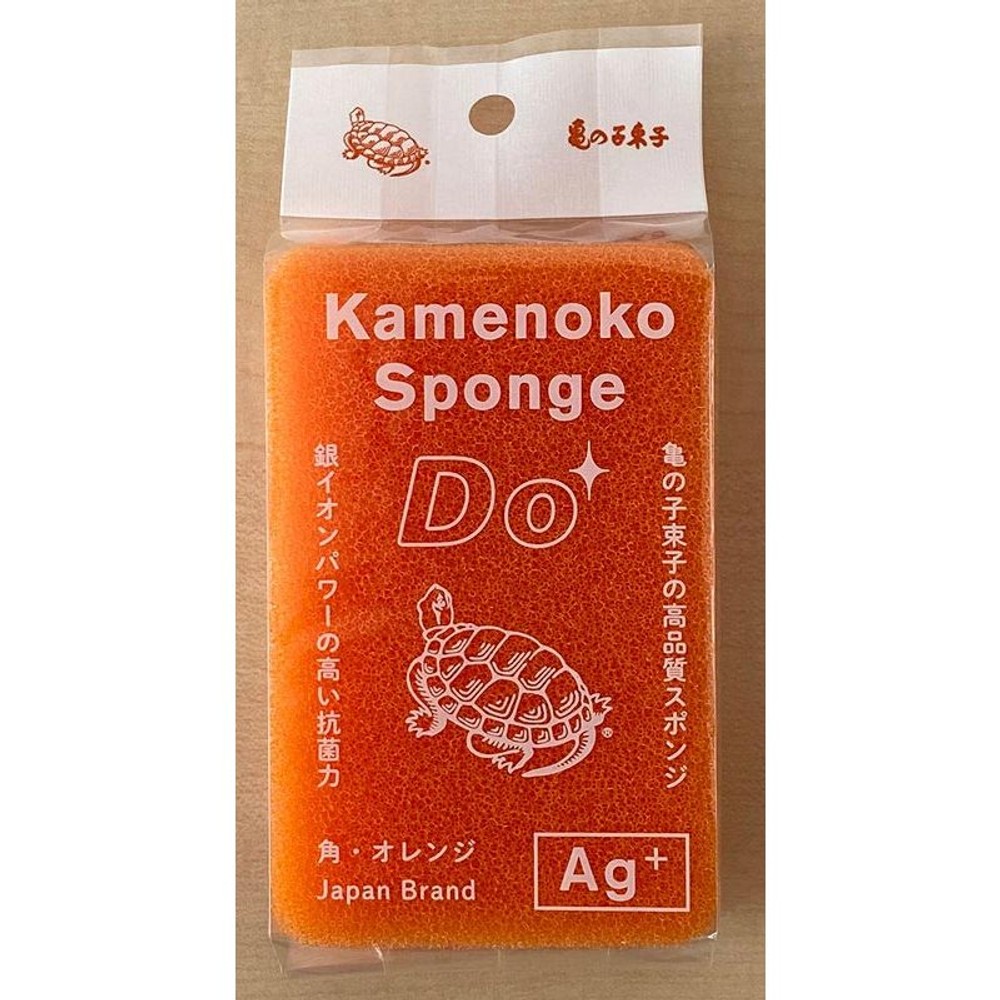 亀の子束子
Kamenoko
Sponge
Do
亀の子束子の高品質スポンジ
銀イオンパワーの高い抗菌力
角・オレンジ
Japan Brand
Ag+
®